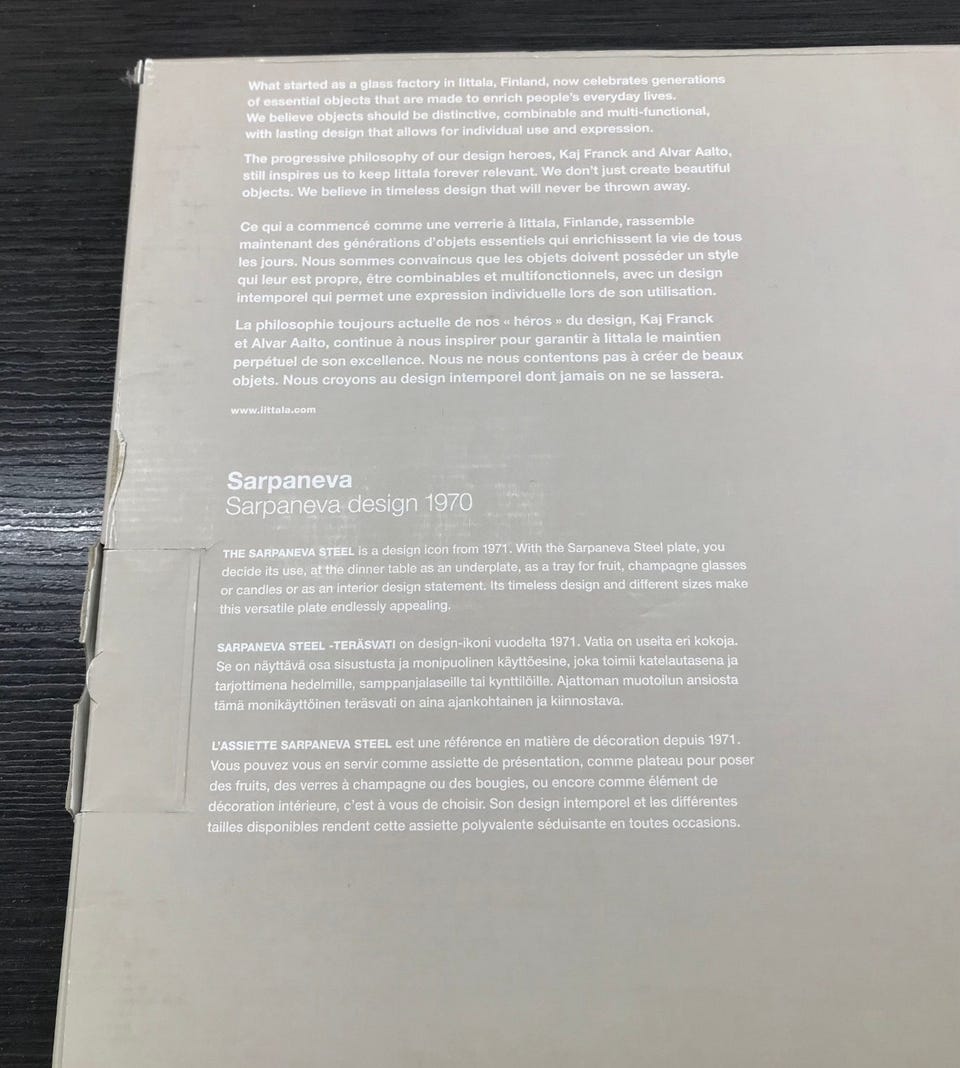 What started as a glass factory in Iittala, Finland, now celebrates generations
of essential objects that are made to enrich people's everyday lives.
We believe objects should be distinctive, combinable and multi-functional,
with lasting design that allows for individual use and expression.
The progressive philosophy of our design heroes, Kaj Franck and Alvar Aalto,
still inspires us to keep Iittala forever relevant. We don't just create beautiful
objects. We believe in timeless design that will never be thrown away.
Ce qui a commencé comme une verrerie à Iittala, Finlande, rassemble
maintenant des générations d'objets essentiels qui enrichissent la vie de tous
les jours. Nous sommes convaincus que les objets doivent posséder un style
qui leur est propre, être combinables et multifonctionnels, avec un design
intemporel qui permet une expression individuelle lors de son utilisation.
La philosophie toujours actuelle de nos « héros » du design, Kaj Franck
et Alvar Aalto, continue à nous inspirer pour garantir à Iittala le maintien
perpétuel de son excellence. Nous ne nous contentons pas à créer de beaux
objets. Nous croyons au design intemporel dont jamais on ne se lassera.
www.iittala.com
Sarpaneva
Sarpaneva design 1970
THE SARPANEVA STEEL is a design icon from 1971. With the Sarpaneva Steel plate, you
decide its use, at the dinner table as an underplate, as a tray for fruit, champagne glasses
or candles or as an interior design statement. Its timeless design and different sizes make
this versatile plate endlessly appealing.
SARPANEVA STEEL -TERÄSVATI on design-ikoni vuodelta 1971. Vatia on useita eri kokoja.
Se on näyttävä osa sisustusta ja monipuolinen käyttöesine, joka toimii katelautasena ja
tarjottimena hedelmille, samppanjalaseille tai kynttilöille. Ajattoman muotoilun ansiosta
tämä monikäyttöinen teräsvati on aina ajankohtainen ja kiinnostava.
L'ASSIETTE SARPANEVA STEEL est une référence en matière de décoration depuis 1971.
Vous pouvez vous en servir comme assiette de présentation, comme plateau pour poser
des fruits, des verres à champagne ou des bougies, ou encore comme élément de
décoration intérieure, c'est à vous de choisir. Son design intemporel et les différentes
tailles disponibles rendent cette assiette polyvalente séduisante en toutes occasions.